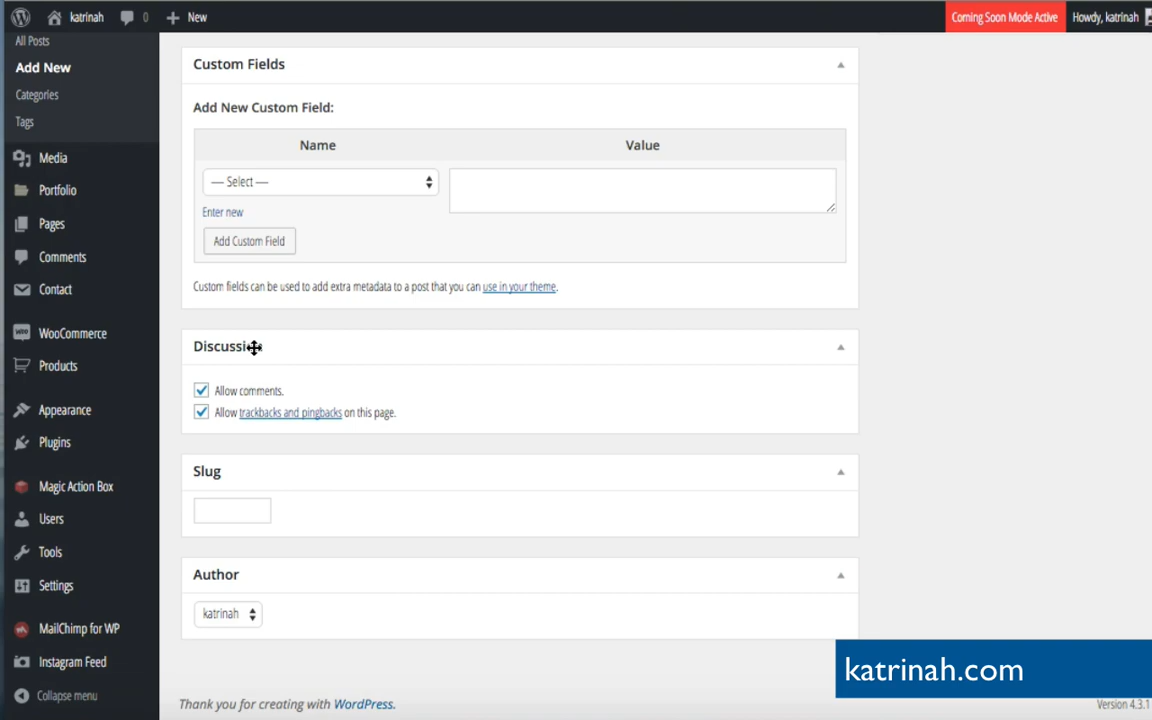 katrinah
0
New
Coming Soon Mode Active
Howdy, katrinah
All Posts
Add New
Categories
Tags
Media
Portfolio
Pages
Comments
Contact
WooCommerce
Products
Appearance
Plugins
Magic Action Box
Users
Tools
Settings
MailChimp for WP
Instagram Feed
Collapse menu
Custom Fields
Add New Custom Field:
Name
Value
— Select —
Enter new
Add Custom Field
Custom fields can be used to add extra metadata to a post that you can use in your theme.
Discussion
Allow comments.
Allow trackbacks and pingbacks on this page.
Slug
Author
katrinah
katrinah.com
Thank you for creating with WordPress.
Version 4.3.1